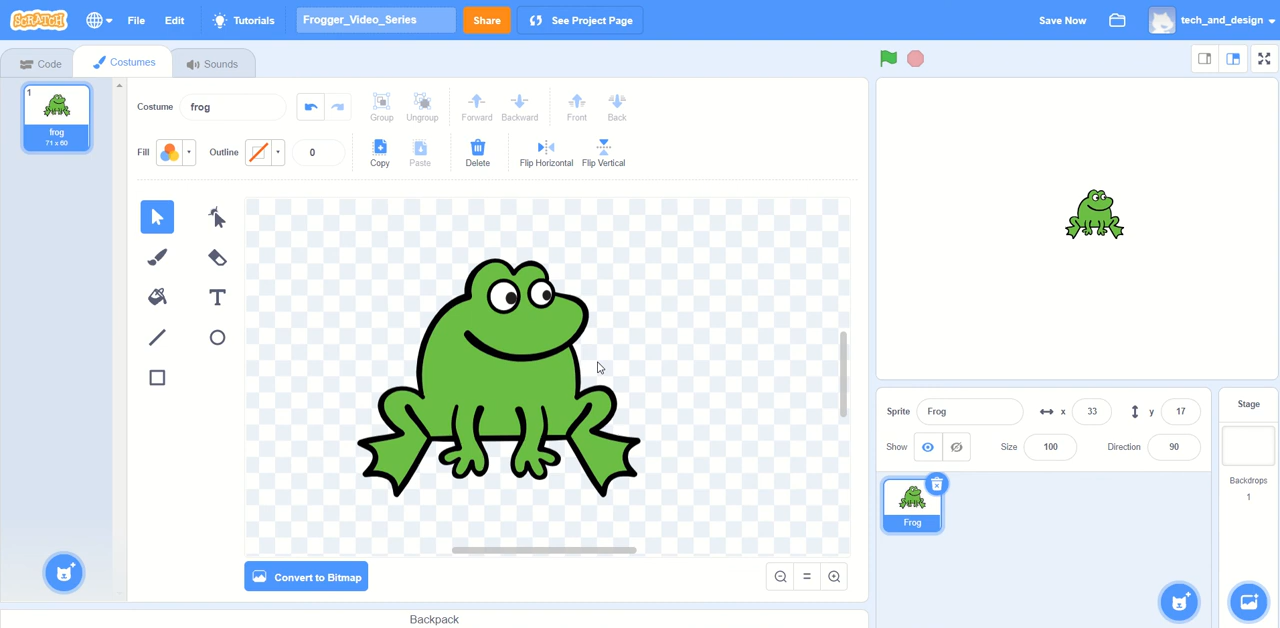 SCRATCH
File
Edit
Tutorials
Frogger_Video_Series
Share
See Project Page
Save Now
tech_and_design
Code
Costumes
Sounds
1
frog
71 x 60
Costume
frog
Group
Ungroup
Forward
Backward
Front
Back
Fill
Outline
0
Copy
Paste
Delete
Flip Horizontal
Flip Vertical
Convert to Bitmap
Backpack
Sprite
Frog
x
33
y
17
Show
Size
100
Direction
90
Frog
Stage
Backdrops
1